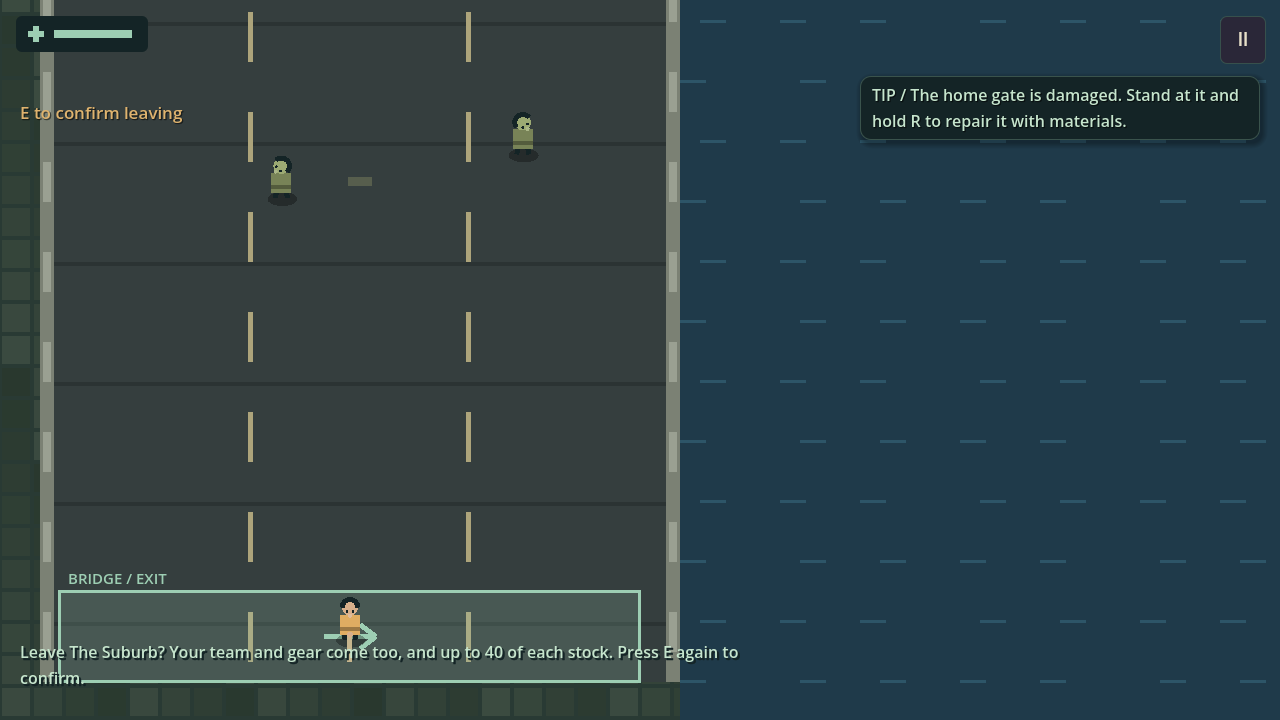 TIP / The home gate is damaged. Stand at it and
hold R to repair it with materials.
E to confirm leaving
BRIDGE / EXIT
Leave The Suburb? Your team and gear come too, and up to 40 of each stock. Press E again to
confirm.